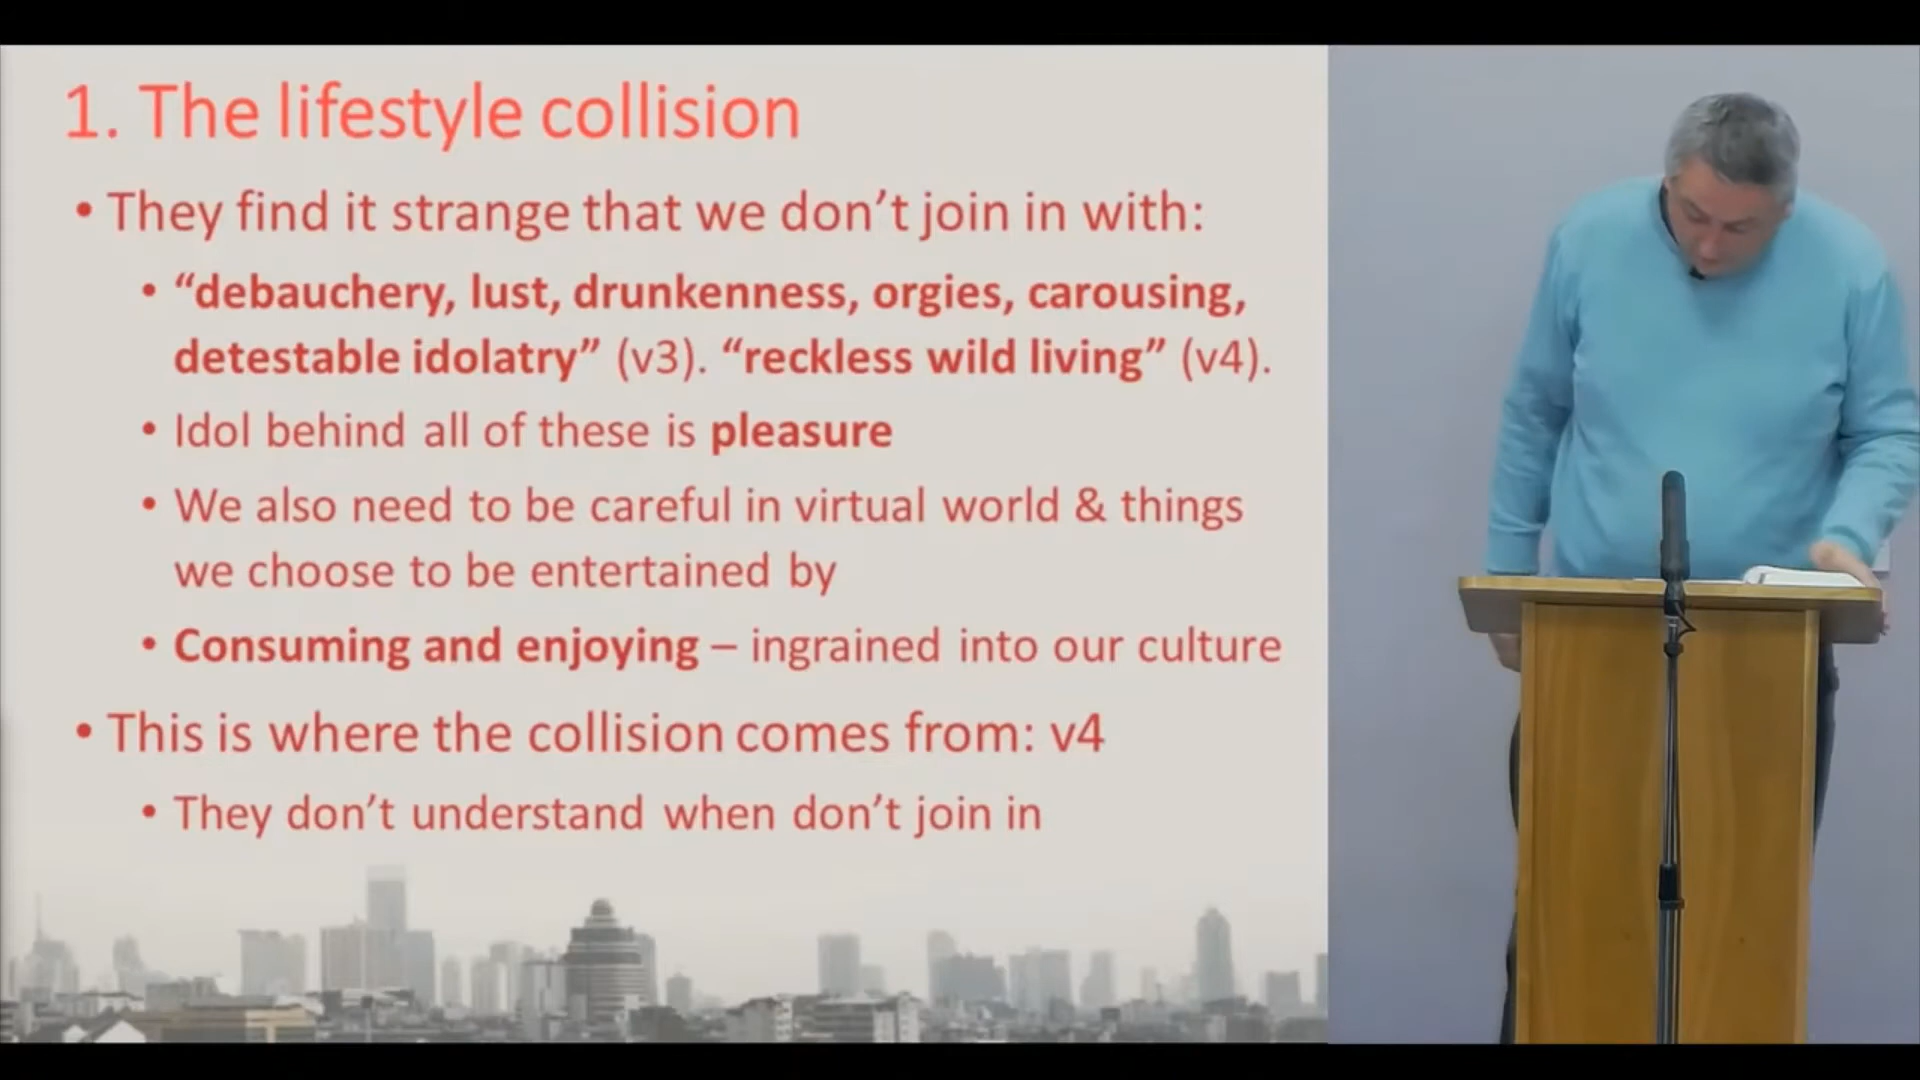 1. The lifestyle collision
• They find it strange that we don’t join in with:
• “debauchery, lust, drunkenness, orgies, carousing,
detestable idolatry” (v3). “reckless wild living” (v4).
• Idol behind all of these is pleasure
• We also need to be careful in virtual world & things
we choose to be entertained by
• Consuming and enjoying – ingrained into our culture
• This is where the collision comes from: v4
• They don’t understand when don’t join in